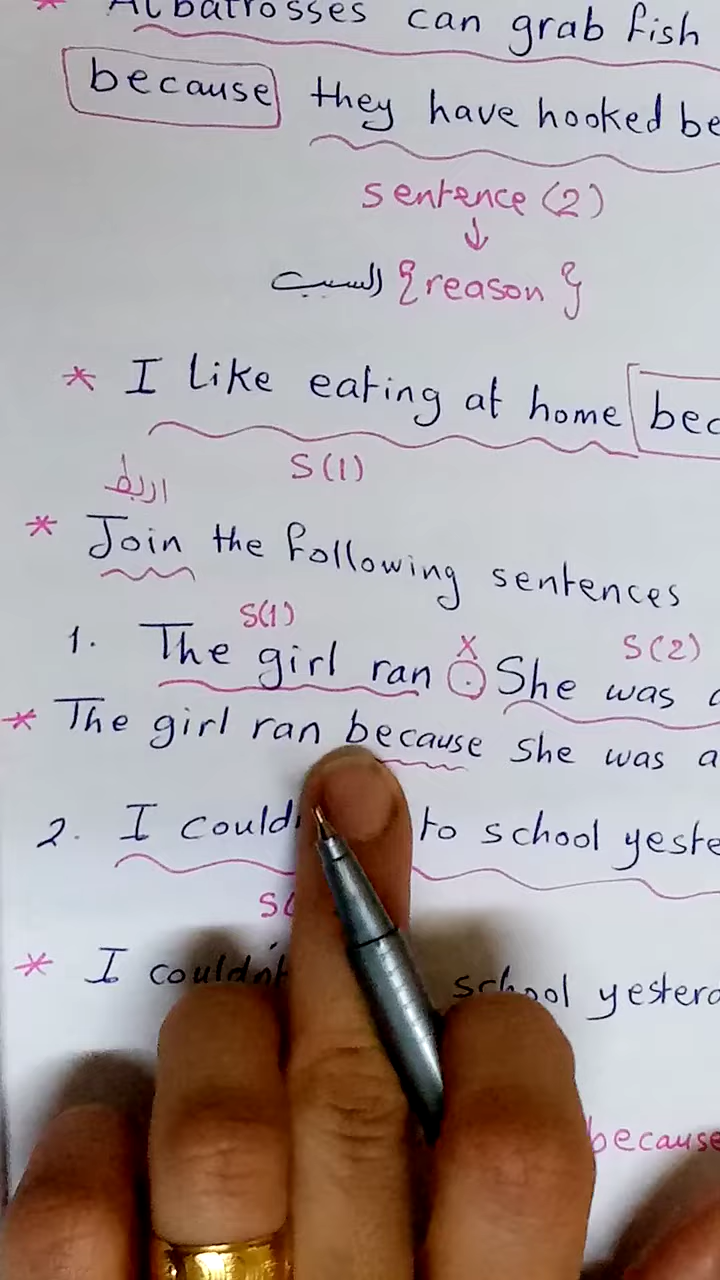 * Albatrosses can grab fish
because they have hooked be
sentence (2)
↓
السبب {reason}
* I like eating at home bec
S(1)
اربط
* Join the following sentences
S(1) x S(2)
1. The girl ran . She was a
* The girl ran because she was a
2. I could to school yeste
* I couldn't school yesterd
because